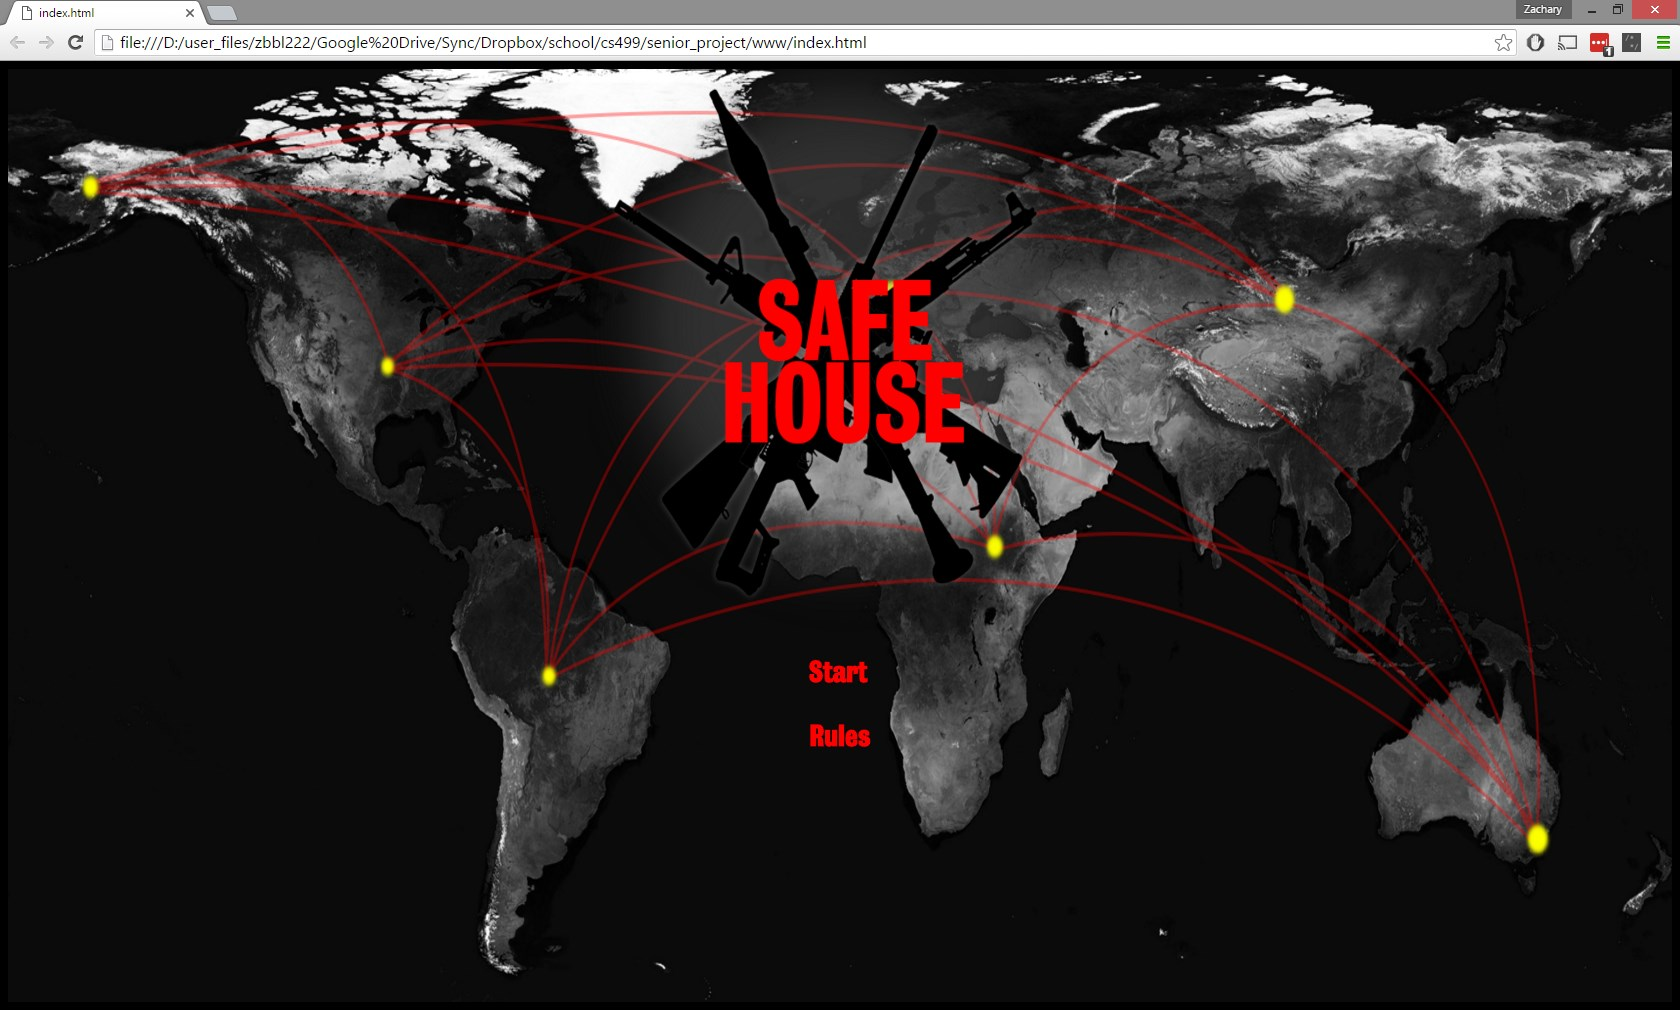 index.html
Zachary
file:///D:/user_files/zbbl222/Google%20Drive/Sync/Dropbox/school/cs499/senior_project/www/index.html
1
SAFE
HOUSE
Start
Rules